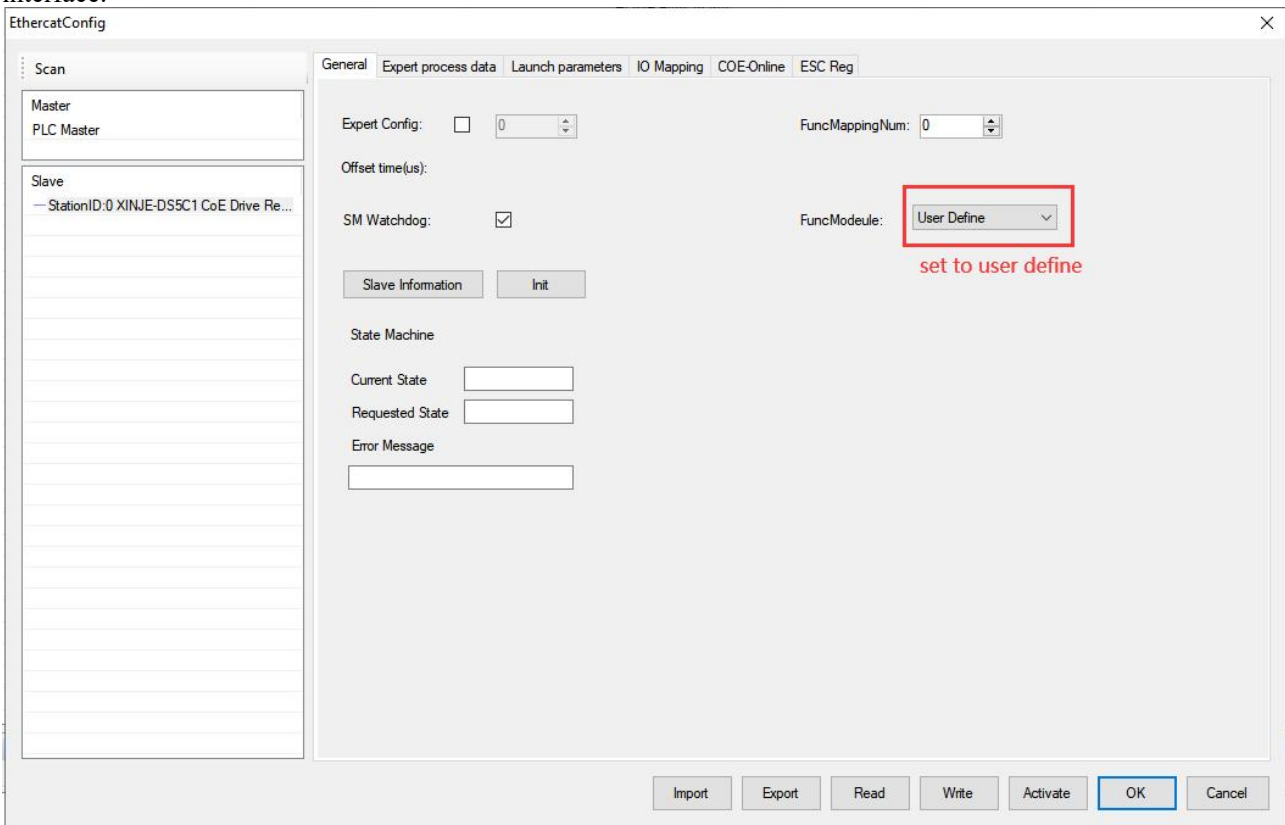 interface.
EthercatConfig
Scan
Master
PLC Master
Slave
StationID:0 XINJE-DS5C1 CoE Drive Re...
General Expert process data Launch parameters IO Mapping COE-Online ESC Reg
Expert Config: 0 FuncMappingNum: 0
Offset time(us):
SM Watchdog: FuncModeule: User Define
set to user define
Slave Information Init
State Machine
Current State
Requested State
Error Message
Import Export Read Write Activate OK Cancel